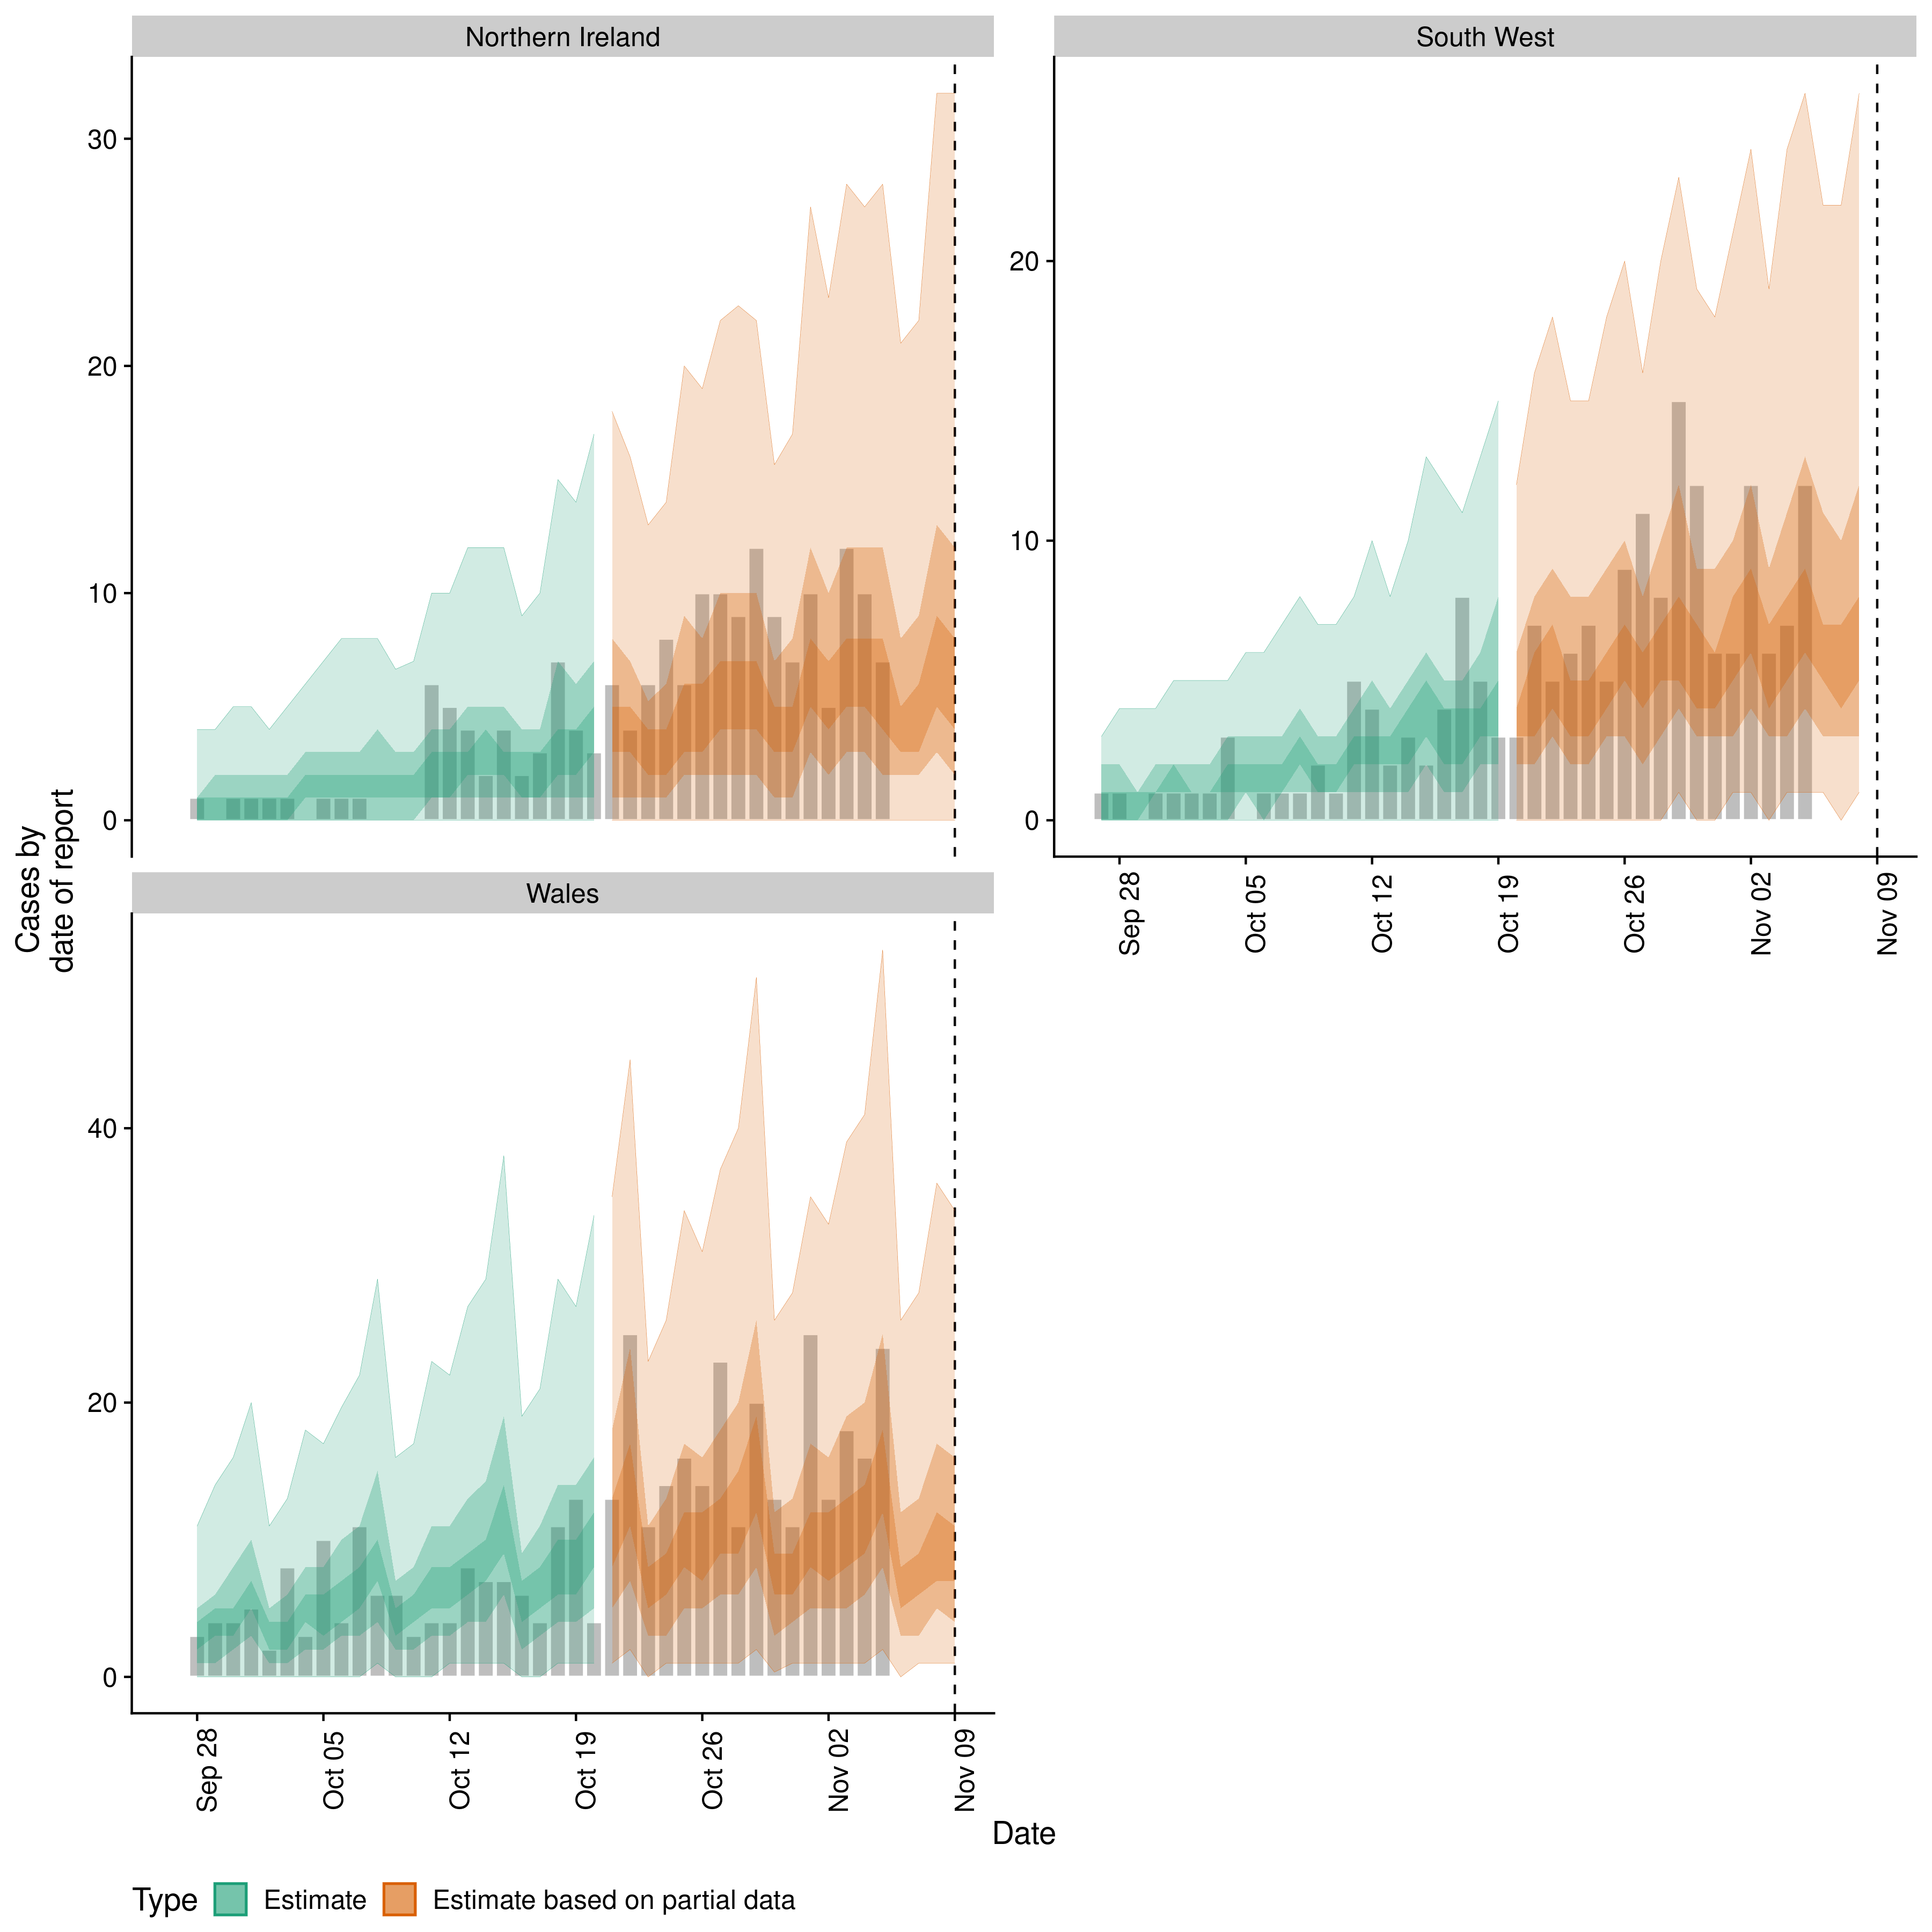 Northern Ireland
South West
30
20
10
0
20
10
0
Sep 28
Oct 05
Oct 12
Oct 19
Oct 26
Nov 02
Nov 09
Cases by
date of report
Wales
40
20
0
Sep 28
Oct 05
Oct 12
Oct 19
Oct 26
Nov 02
Nov 09
Date
Type Estimate Estimate based on partial data